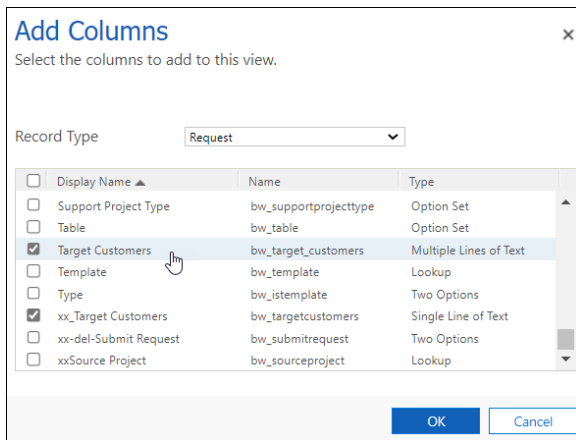 Add Columns
Select the columns to add to this view.
Record Type Request
Display Name Name Type
Support Project Type bw_supportprojecttype Option Set
Table bw_table Option Set
Target Customers bw_target_customers Multiple Lines of Text
Template bw_template Lookup
Type bw_istemplate Two Options
xx_Target Customers bw_targetcustomers Single Line of Text
xx-del-Submit Request bw_submitrequest Two Options
xxSource Project bw_sourceproject Lookup
OK Cancel